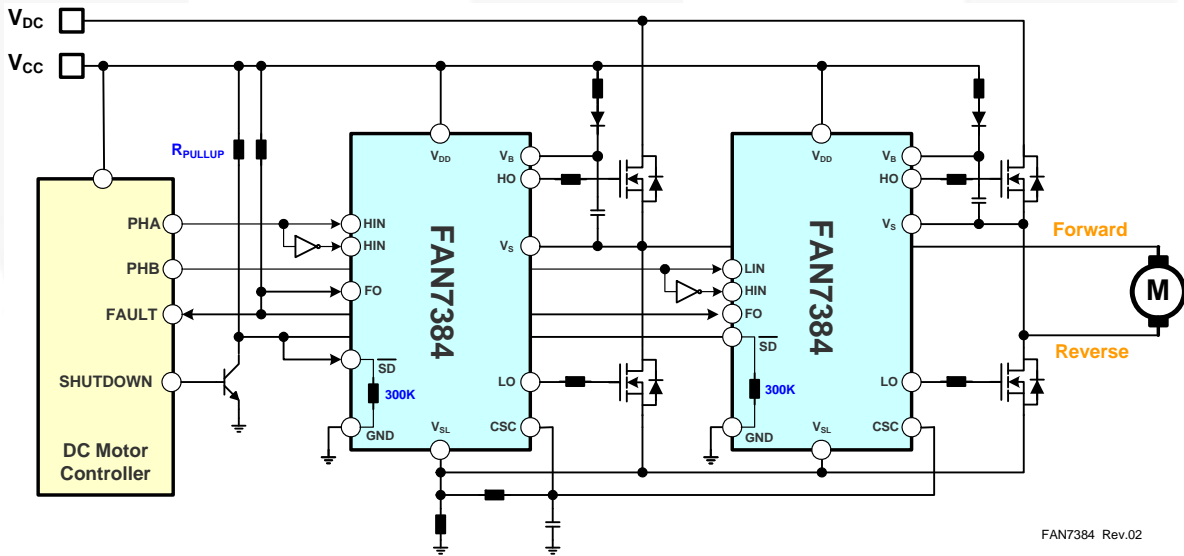 VDC
VCC
RPULLUP
VDD
VB
HO
VDD
VB
HO
PHA
HIN
HIN
VS
VS
Forward
PHB
LIN
HIN
FO
FO
FAULT
FAN7384
FAN7384
M
SD
SD
Reverse
SHUTDOWN
300K
LO
300K
LO
GND
VSL
CSC
GND
VSL
CSC
DC Motor
Controller
FAN7384 Rev.02